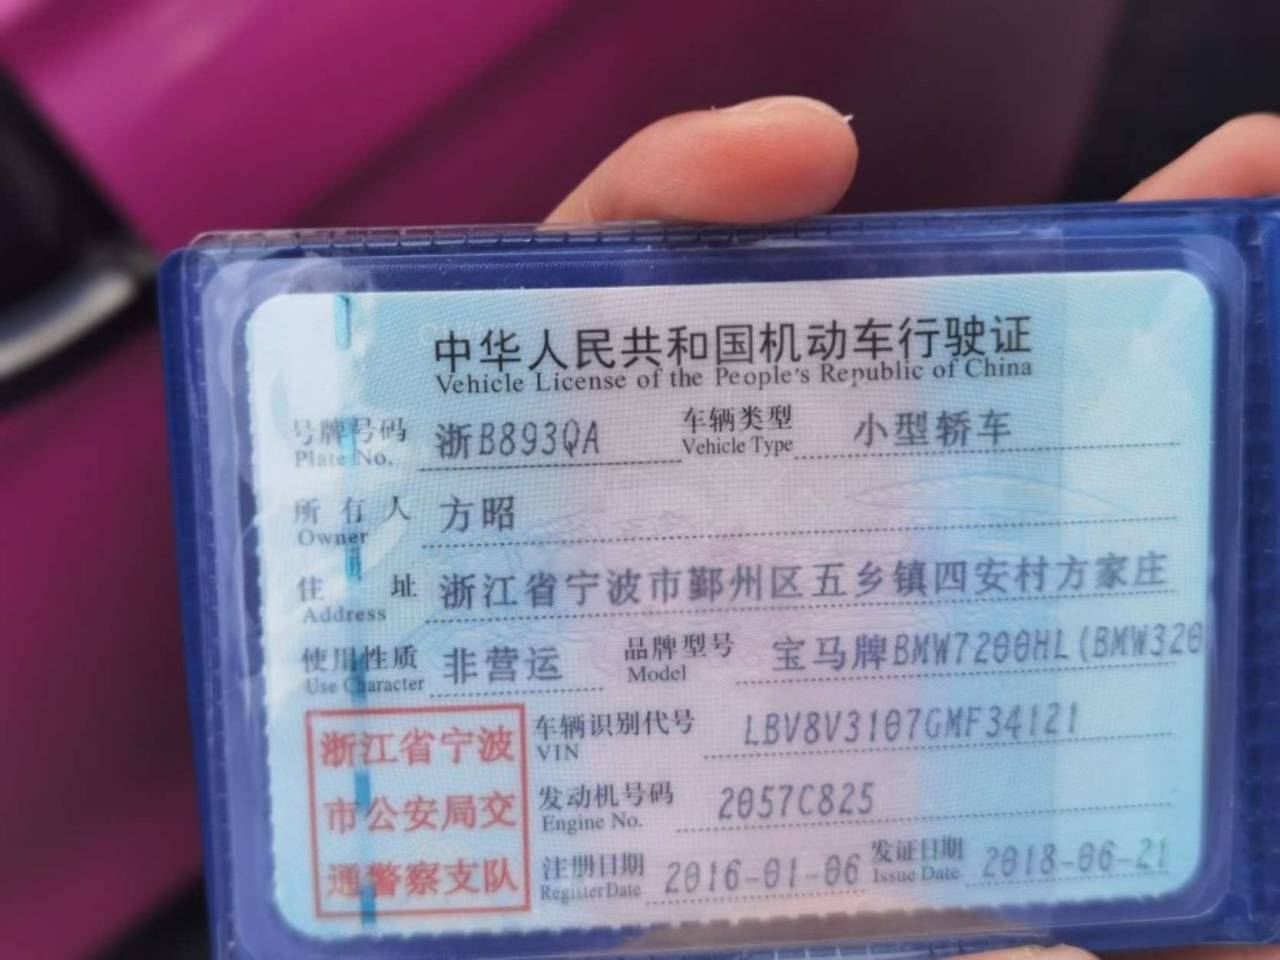 中华人民共和国机动车行驶证
Vehicle License of the People's Republic of China
号牌号码 浙B893QA 车辆类型 小型轿车
Plate No. Vehicle Type
所有人 方昭
Owner
住址 浙江省宁波市鄞州区五乡镇四安村方家庄
Address
使用性质 非营运 品牌型号 宝马牌BMW7200HL(BMW320
Use Character Model
浙江省宁波
市公安局交
通警察支队
车辆识别代号 LBV8V3107GMF34121
VIN
发动机号码 2057C825
Engine No.
注册日期 2016-01-06 发证日期 2018-06-21
Register Date Issue Date